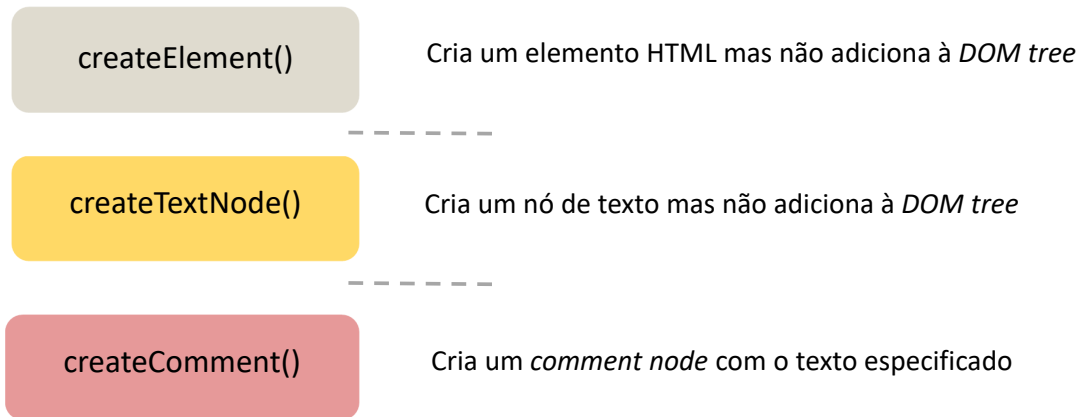 createElement()
Cria um elemento HTML mas não adiciona à DOM tree
createTextNode()
Cria um nó de texto mas não adiciona à DOM tree
createComment()
Cria um comment node com o texto especificado